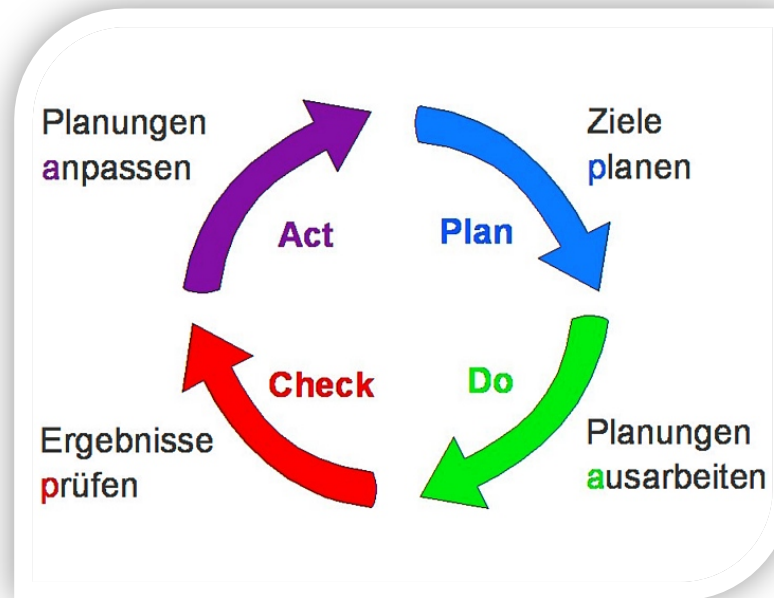 Planungen
anpassen
Act
Ziele
planen
Plan
Check
Do
Ergebnisse
prüfen
Planungen
ausarbeiten